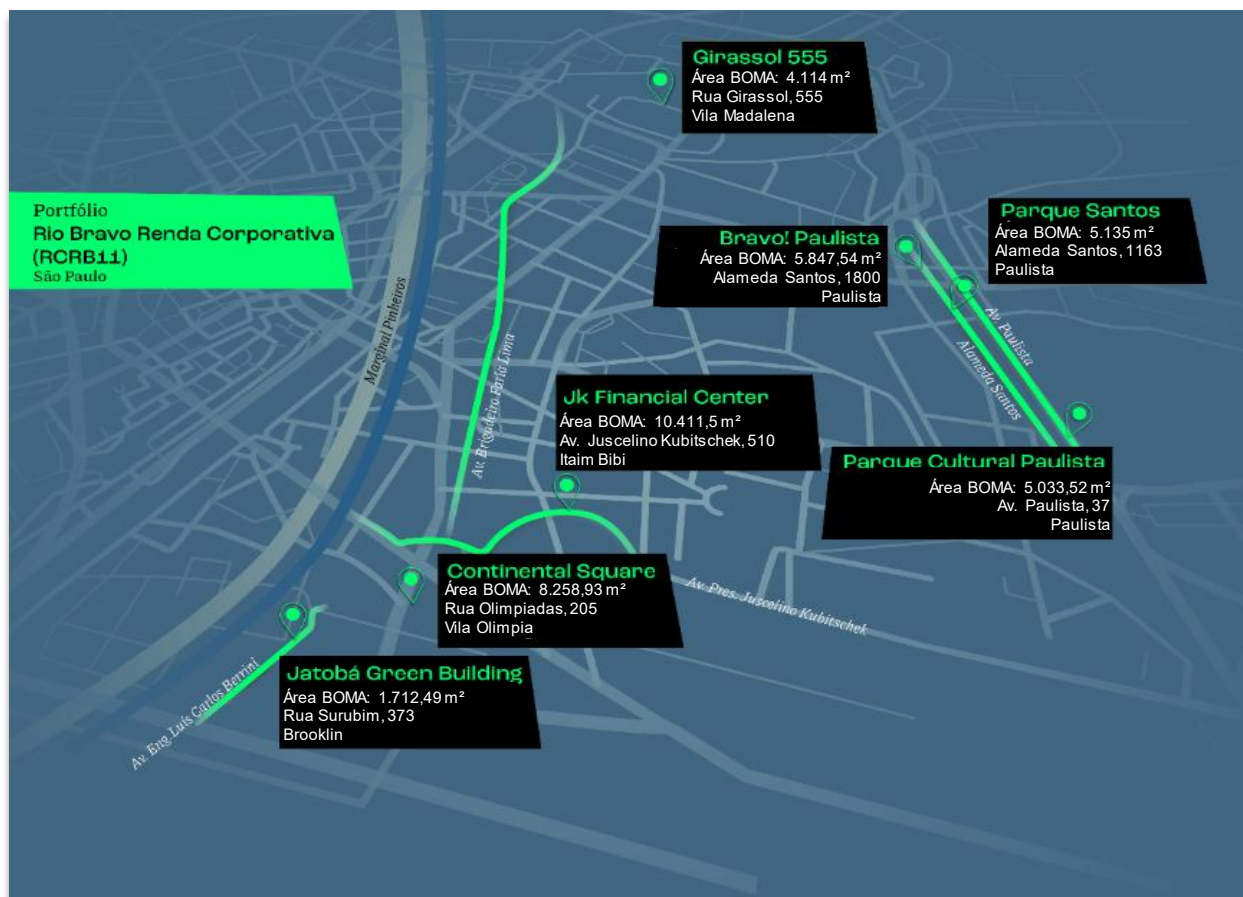 Girassol 555
Área BOMA: 4.114 m²
Rua Girassol, 555
Vila Madalena
Portfólio
Rio Bravo Renda Corporativa
(RCRB11)
São Paulo
Parque Santos
Área BOMA: 5.135 m²
Alameda Santos, 1163
Paulista
Bravo! Paulista
Área BOMA: 5.847,54 m²
Alameda Santos, 1800
Paulista
Marginal Pinheiros
Av. Brigadeiro Faria Lima
Av. Paulista
Alameda Santos
Jk Financial Center
Área BOMA: 10.411,5 m²
Av. Juscelino Kubitschek, 510
Itaim Bibi
Parque Cultural Paulista
Área BOMA: 5.033,52 m²
Av. Paulista, 37
Paulista
Continental Square
Área BOMA: 8.258,93 m²
Rua Olimpiadas, 205
Vila Olimpia
Av. Pres. Juscelino Kubitschek
Jatobá Green Building
Área BOMA: 1.712,49 m²
Rua Surubim, 373
Brooklin
Av. Eng. Luís Carlos Berrini